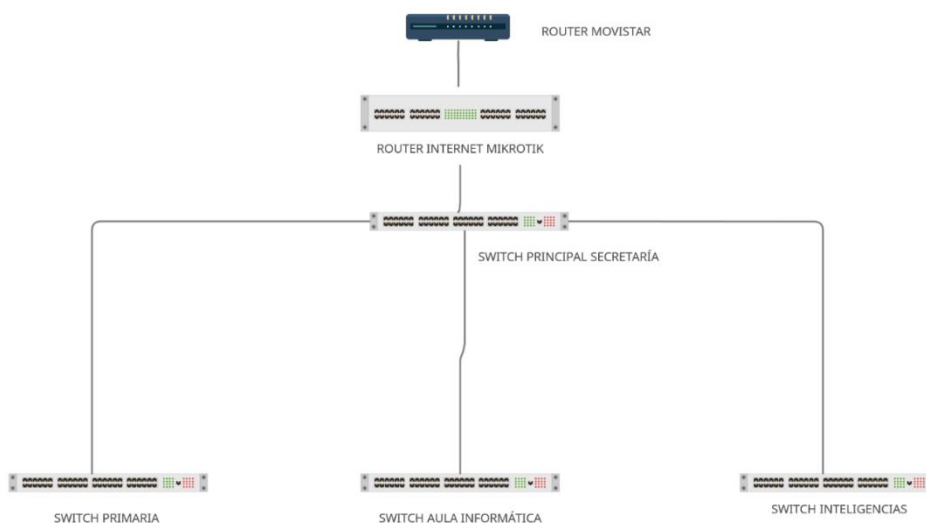 ROUTER MOVISTAR
ROUTER INTERNET MIKROTIK
SWITCH PRINCIPAL SECRETARÍA
SWITCH PRIMARIA
SWITCH AULA INFORMÁTICA
SWITCH INTELIGENCIAS